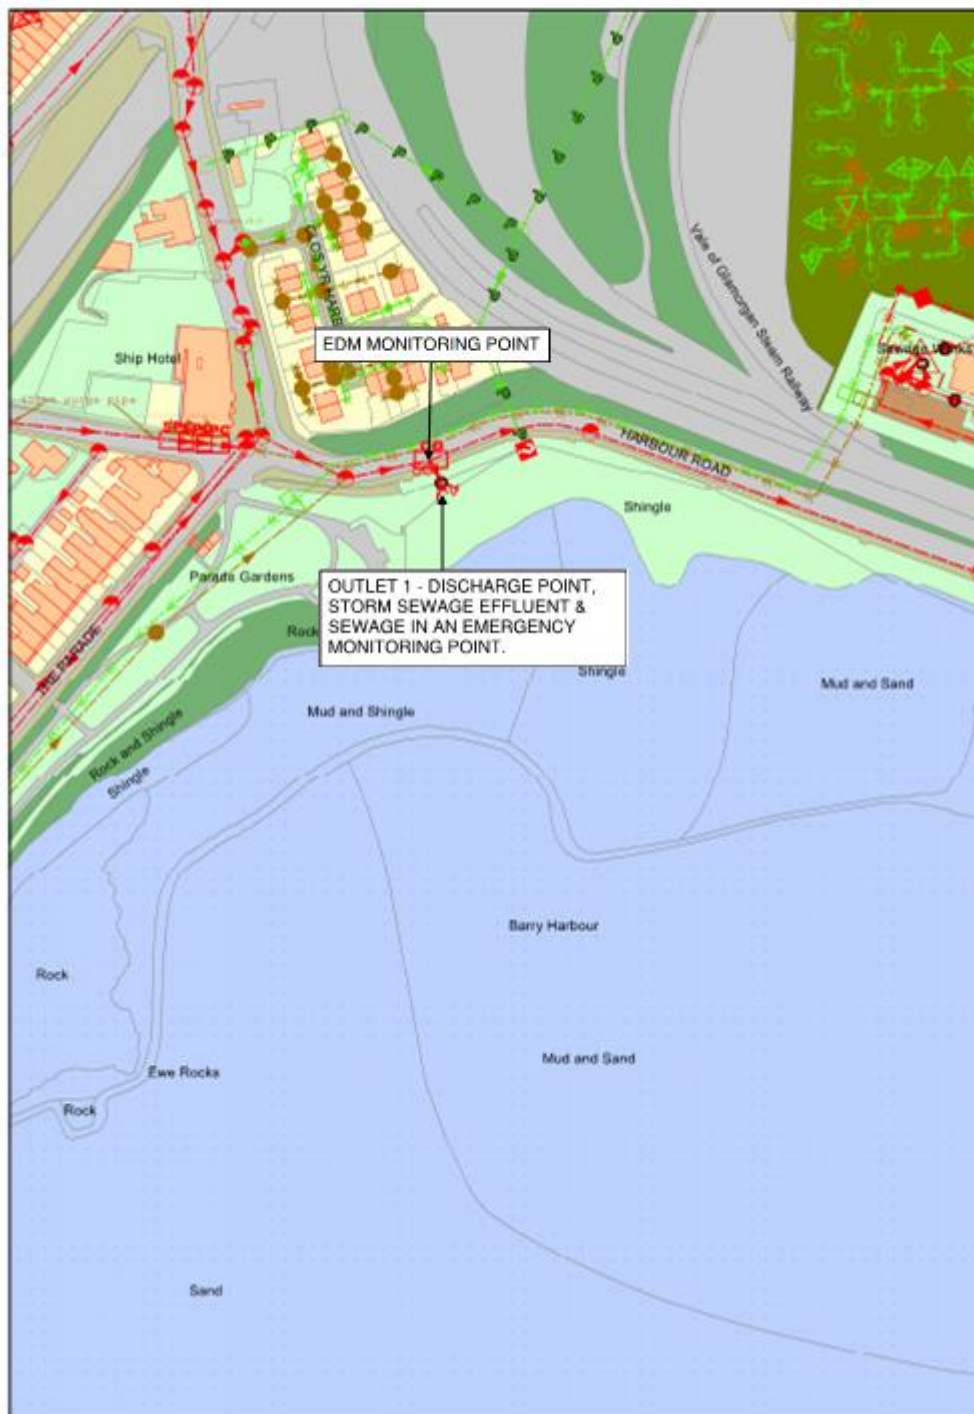 Vale of Glamorgan Steam Railway
EDM MONITORING POINT
Ship Hotel
HARBOUR ROAD
Shingle
Parade Gardens
OUTLET 1 - DISCHARGE POINT,
STORM SEWAGE EFFLUENT &
SEWAGE IN AN EMERGENCY
MONITORING POINT.
Rock
Shingle
Mud and Sand
THE PARADE
Mud and Shingle
Rock and Shingle
Shingle
Barry Harbour
Rock
Mud and Sand
Ewe Rocks
Rock
Sand